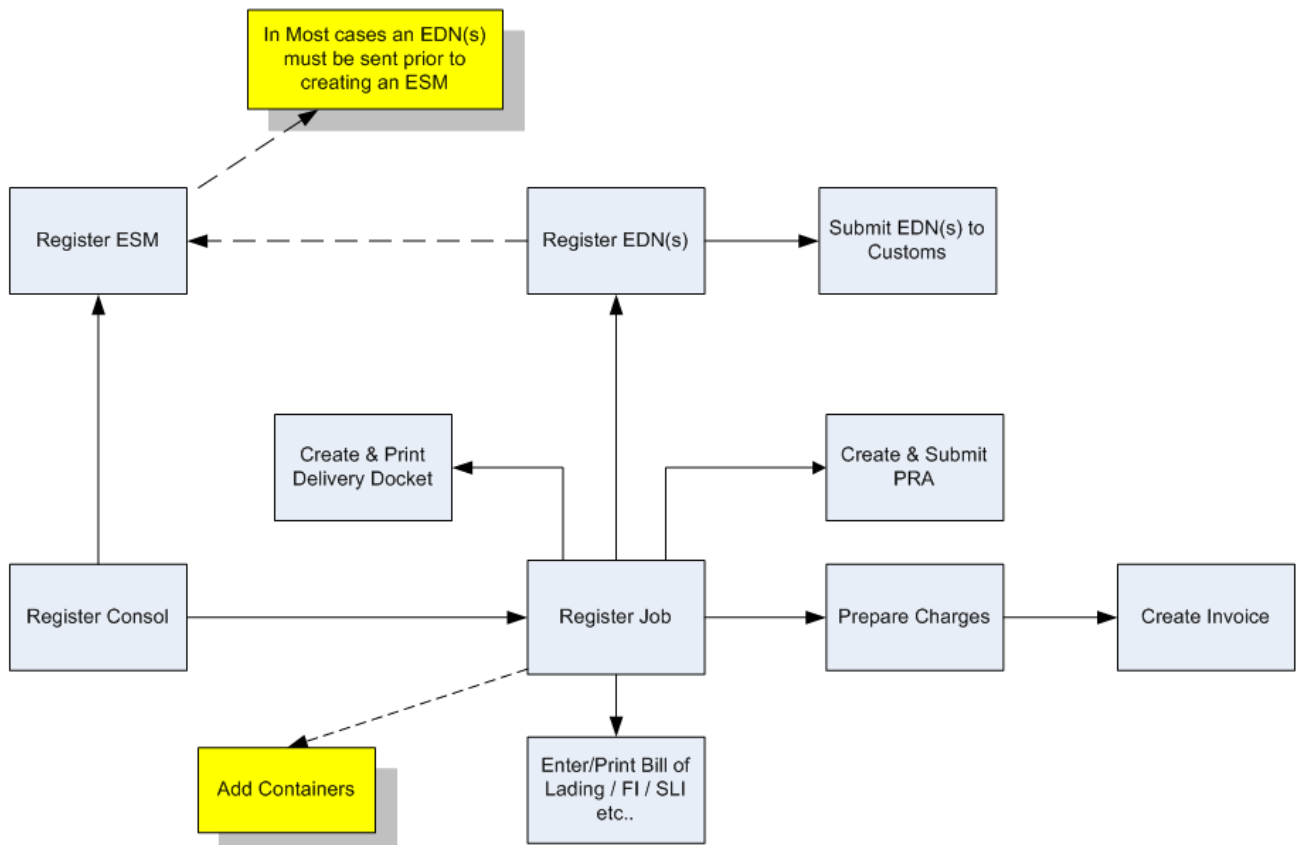 In Most cases an EDN(s)
must be sent prior to
creating an ESM
Register ESM
Register EDN(s)
Submit EDN(s) to
Customs
Create & Print
Delivery Docket
Create & Submit
PRA
Register Consol
Register Job
Prepare Charges
Create Invoice
Add Containers
Enter/Print Bill of
Lading / FI / SLI
etc..